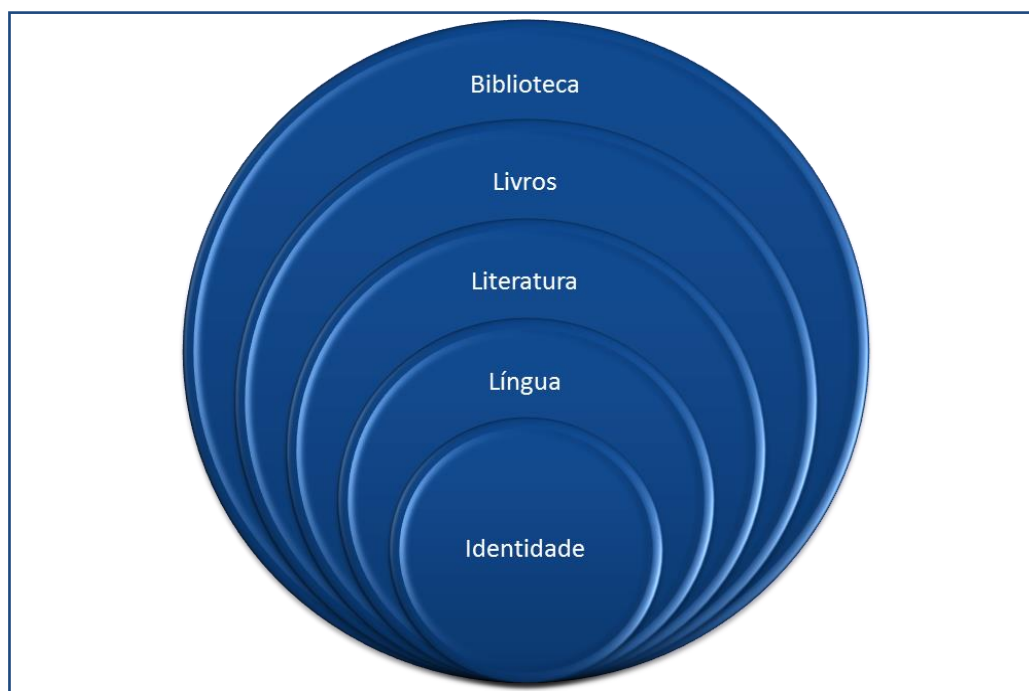 Biblioteca
Livros
Literatura
Língua
Identidade